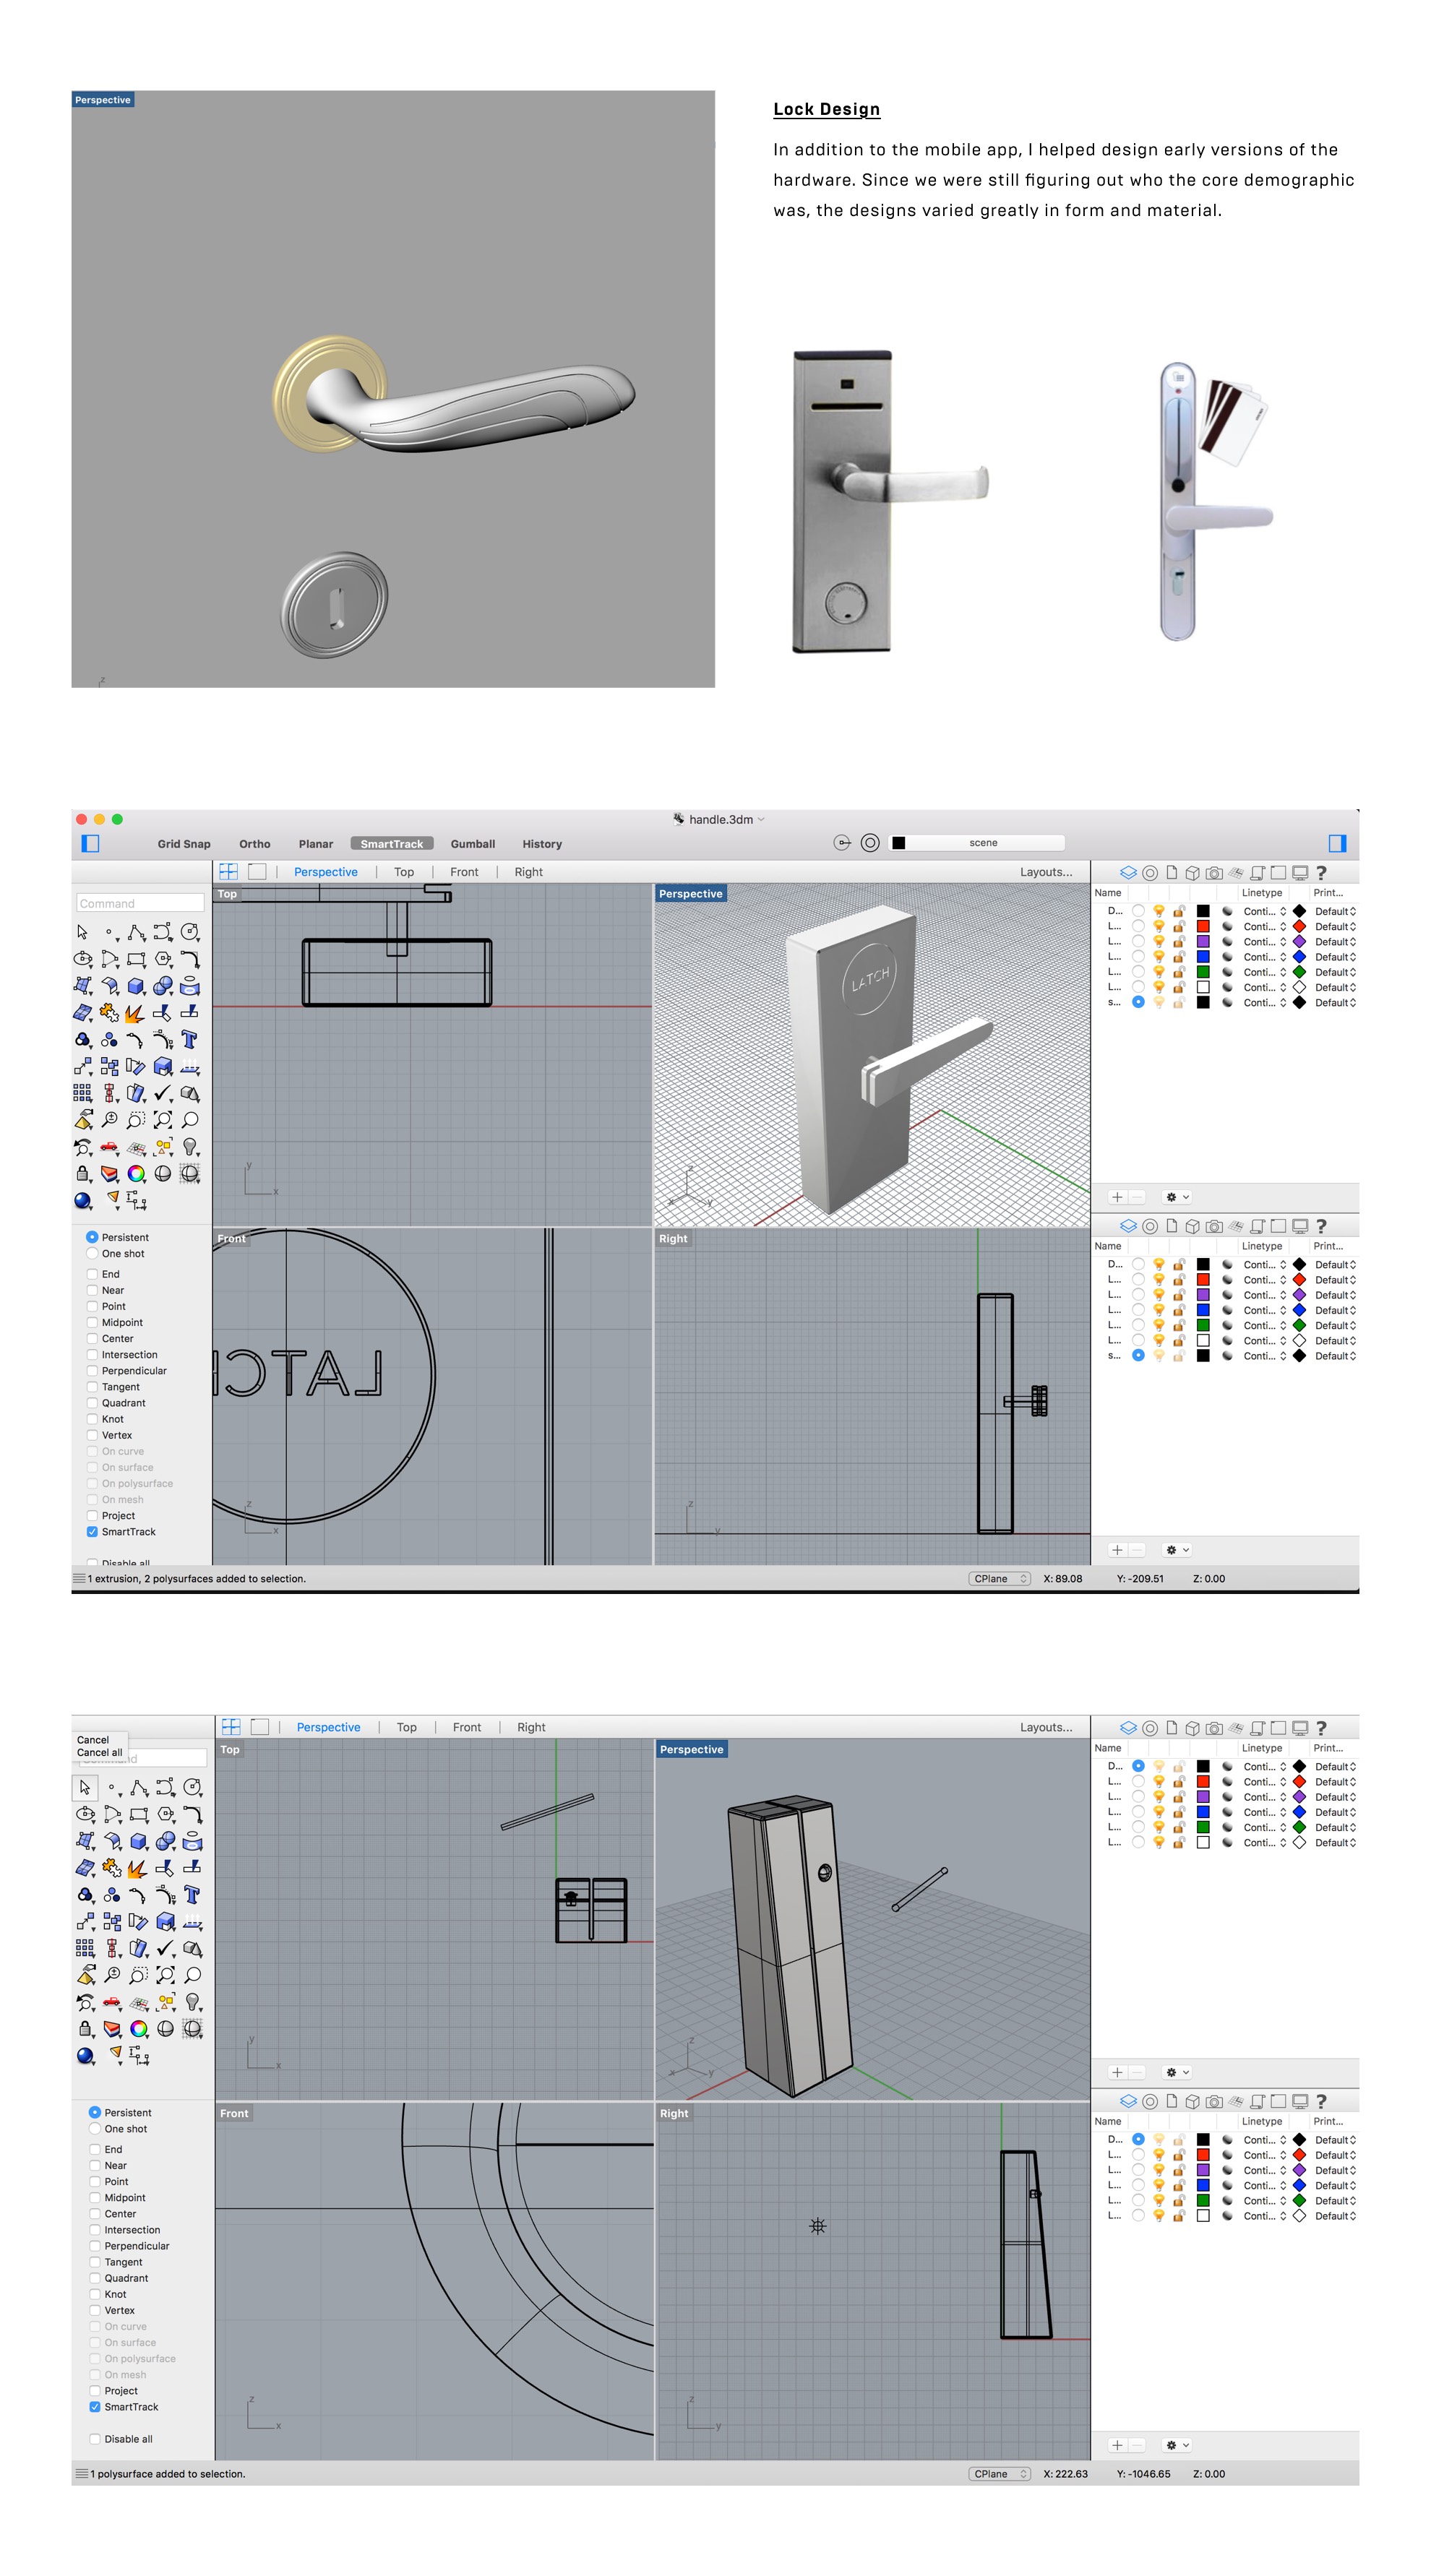 Perspective
Lock Design
In addition to the mobile app, I helped design early versions of the
hardware. Since we were still figuring out who the core demographic
was, the designs varied greatly in form and material.
z
handle.3dm
Grid Snap Ortho Planar SmartTrack Gumball History scene
Perspective | Top | Front | Right Layouts...
Command
Top
Perspective
LATCH
y
x
z
x
y
Name Linetype Print...
D... Conti... Default
L... Conti... Default
L... Conti... Default
L... Conti... Default
L... Conti... Default
L... Conti... Default
s... Conti... Default
Persistent
One shot
End
Near
Point
Midpoint
Center
Intersection
Perpendicular
Tangent
Quadrant
Knot
Vertex
On curve
On surface
On polysurface
On mesh
Project
SmartTrack
Disable all
Front
LATCH
z
x
Right
z
y
Name Linetype Print...
D... Conti... Default
L... Conti... Default
L... Conti... Default
L... Conti... Default
L... Conti... Default
L... Conti... Default
s... Conti... Default
1 extrusion, 2 polysurfaces added to selection. CPlane X: 89.08 Y: -209.51 Z: 0.00
Perspective | Top | Front | Right Layouts...
Cancel
Cancel all
Top
Perspective
y
x
z
x
y
Name Linetype Print...
D... Conti... Default
L... Conti... Default
L... Conti... Default
L... Conti... Default
L... Conti... Default
L... Conti... Default
Persistent
One shot
End
Near
Point
Midpoint
Center
Intersection
Perpendicular
Tangent
Quadrant
Knot
Vertex
On curve
On surface
On polysurface
On mesh
Project
SmartTrack
Disable all
Front
z
x
Right
z
y
Name Linetype Print...
D... Conti... Default
L... Conti... Default
L... Conti... Default
L... Conti... Default
L... Conti... Default
L... Conti... Default
1 polysurface added to selection. CPlane X: 222.63 Y: -1046.65 Z: 0.00